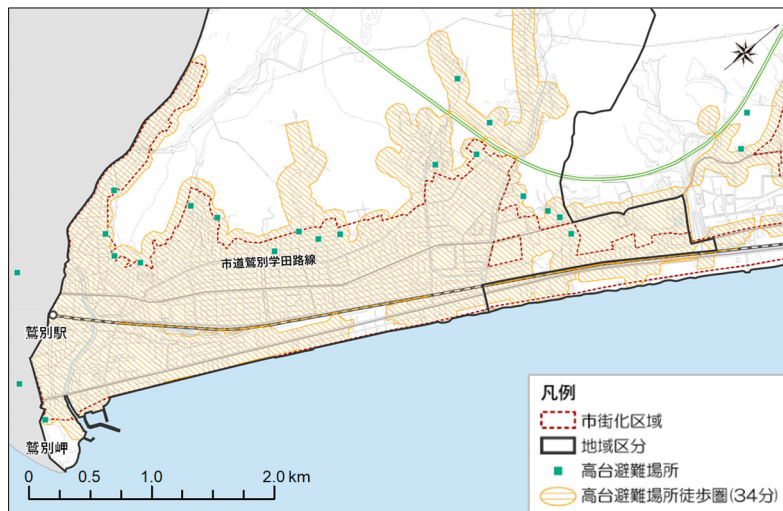 市道鷲別学田路線
鷲別駅
鷲別岬
0 0.5 1.0 2.0 km
凡例
市街化区域
地域区分
高台避難場所
高台避難場所徒歩圏(34分)